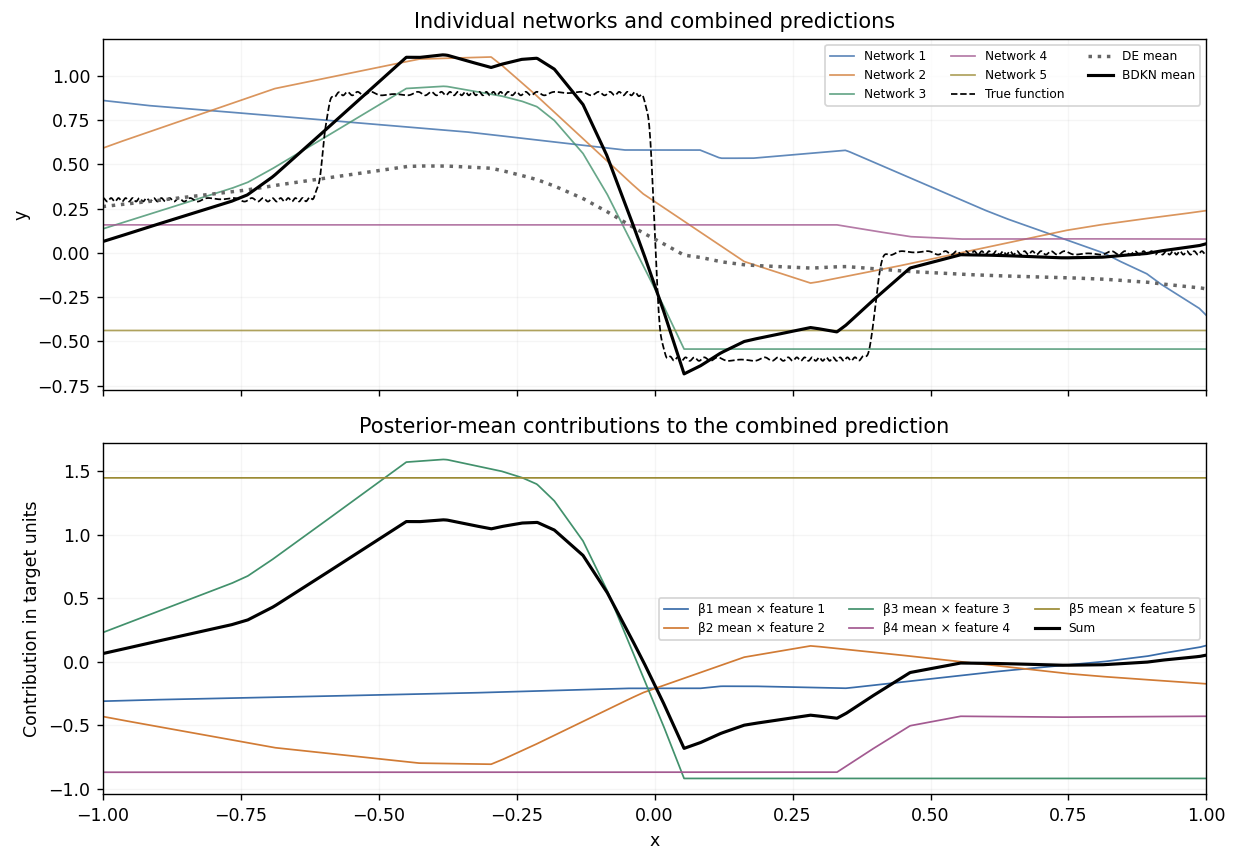 Individual networks and combined predictions
Network 1
Network 2
Network 3
Network 4
Network 5
True function
DE mean
BDKN mean
1.00
0.75
0.50
0.25
0.00
−0.25
−0.50
−0.75
y
Posterior-mean contributions to the combined prediction
β1 mean × feature 1
β2 mean × feature 2
β3 mean × feature 3
β4 mean × feature 4
β5 mean × feature 5
Sum
1.5
1.0
0.5
0.0
−0.5
−1.0
Contribution in target units
−1.00
−0.75
−0.50
−0.25
0.00
0.25
0.50
0.75
1.00
x